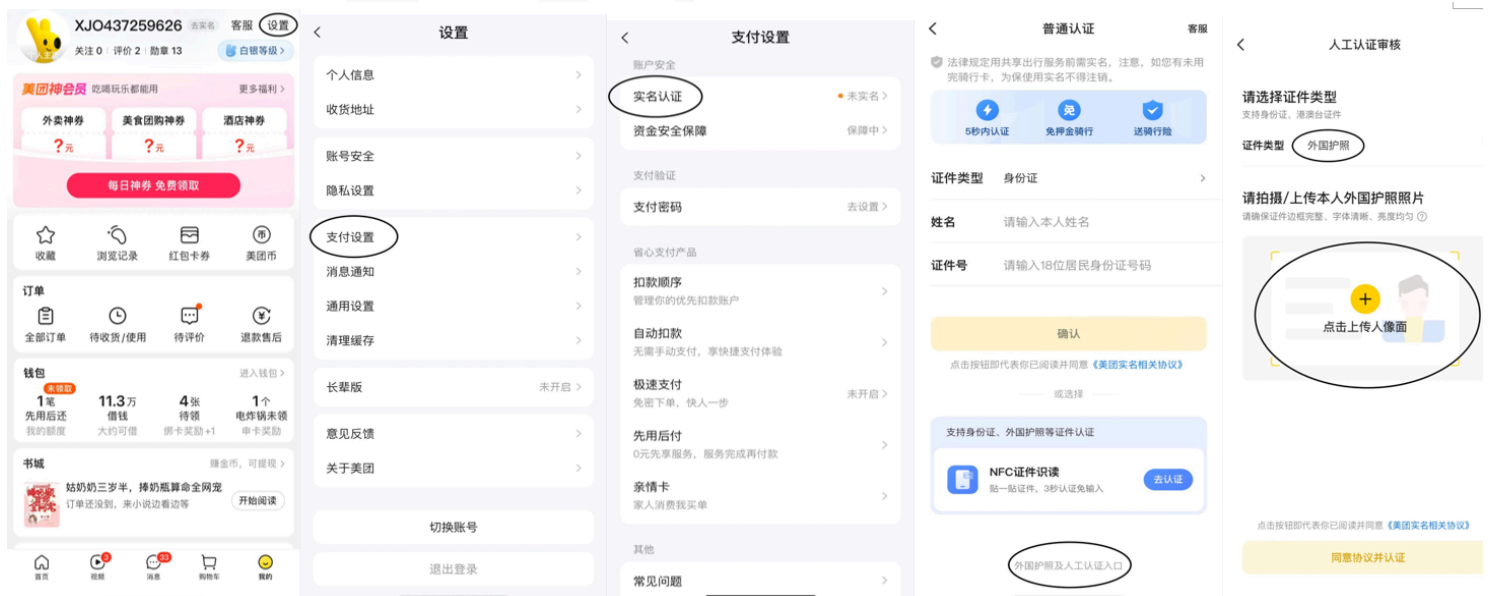 XJO437259626 去实名 客服 设置
关注 0 评价 2 勋章 13 白银等级 >
美团神会员 吃喝玩乐都能用 更多福利 >
外卖神券 美食团购神券 酒店神券
?元 ?元 ?元
每日神券 免费领取
收藏 浏览记录 红包卡券 美团币
订单
全部订单 待收货/使用 待评价 退款售后
钱包 进入钱包 >
未领取
1笔 11.3万 4张 1个
先用后还 借钱 待领 电炸锅未领
我的额度 大约可借 绑卡奖励+1 申卡奖励
书城 赚金币,可提现 >
姑奶奶三岁半,捧奶瓶算命全网宠
订单还没到,来小说边看边等
开始阅读
3 33
首页 视频 消息 购物车 我的
设置
个人信息
收货地址
账号安全
隐私设置
支付设置
消息通知
通用设置
清理缓存
长辈版 未开启 >
意见反馈
关于美团
切换账号
退出登录
支付设置
账户安全
实名认证 未实名 >
资金安全保障 保障中 >
支付验证
支付密码 去设置 >
省心支付产品
扣款顺序
管理你的优先扣款账户
自动扣款
无需手动支付,享快捷支付体验
极速支付 未开启 >
免密下单,快人一步
先用后付
0元先享服务,服务完成再付款
亲情卡
家人消费我买单
其他
常见问题
普通认证 客服
法律规定用共享出行服务前需实名,注意,如您有未用
完骑行卡,为保使用实名不得注销。
免
5秒内认证 免押金骑行 送骑行险
证件类型 身份证
姓名 请输入本人姓名
证件号 请输入18位居民身份证号码
确认
点击按钮即代表你已阅读并同意《美团实名相关协议》
或选择
支持身份证、外国护照等证件认证
NFC证件识读
贴一贴证件,3秒认证免输入
去认证
外国护照及人工认证入口
人工认证审核
请选择证件类型
支持身份证、港澳台证件
证件类型 外国护照
请拍摄/上传本人外国护照照片
请确保证件边框完整、字体清晰、亮度均匀
点击上传人像面
点击按钮即代表你已阅读并同意《美团实名相关协议》
同意协议并认证